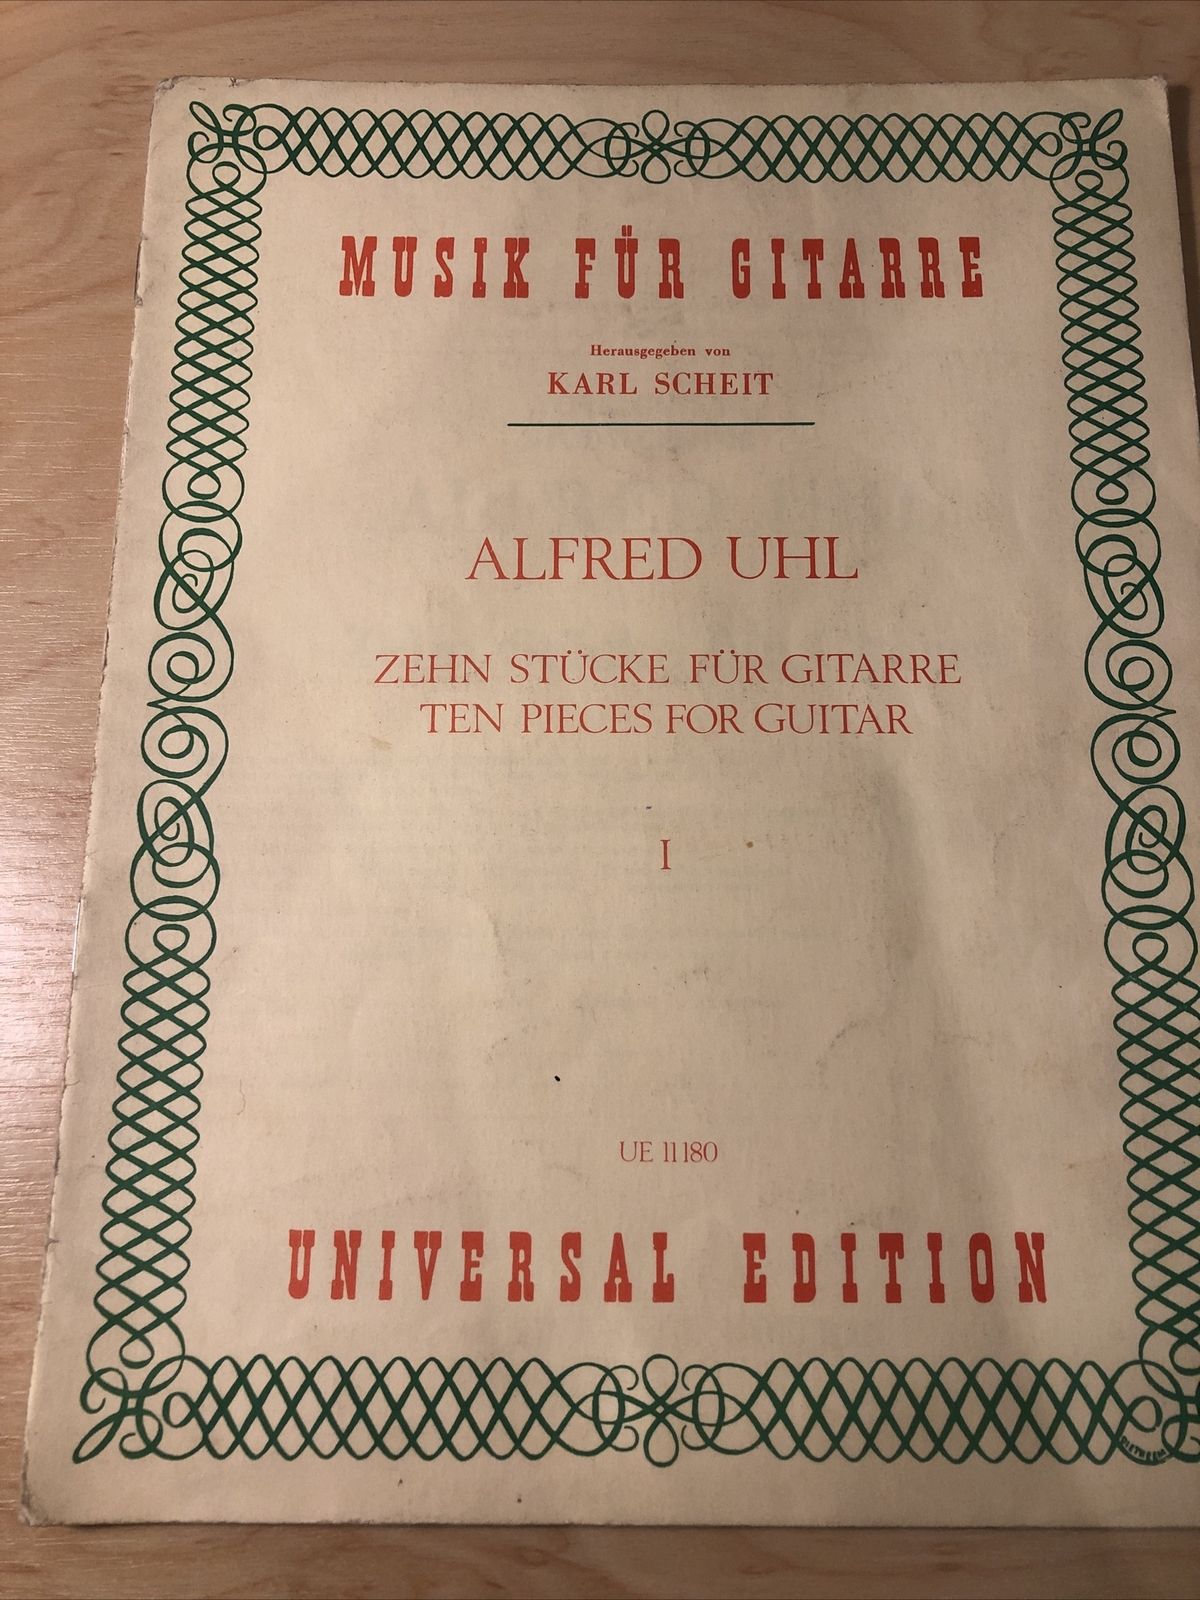 MUSIK FÜR GITARRE
Herausgegeben von
KARL SCHEIT
ALFRED UHL
ZEHN STÜCKE FÜR GITARRE
TEN PIECES FOR GUITAR
I
UE 11180
UNIVERSAL EDITION